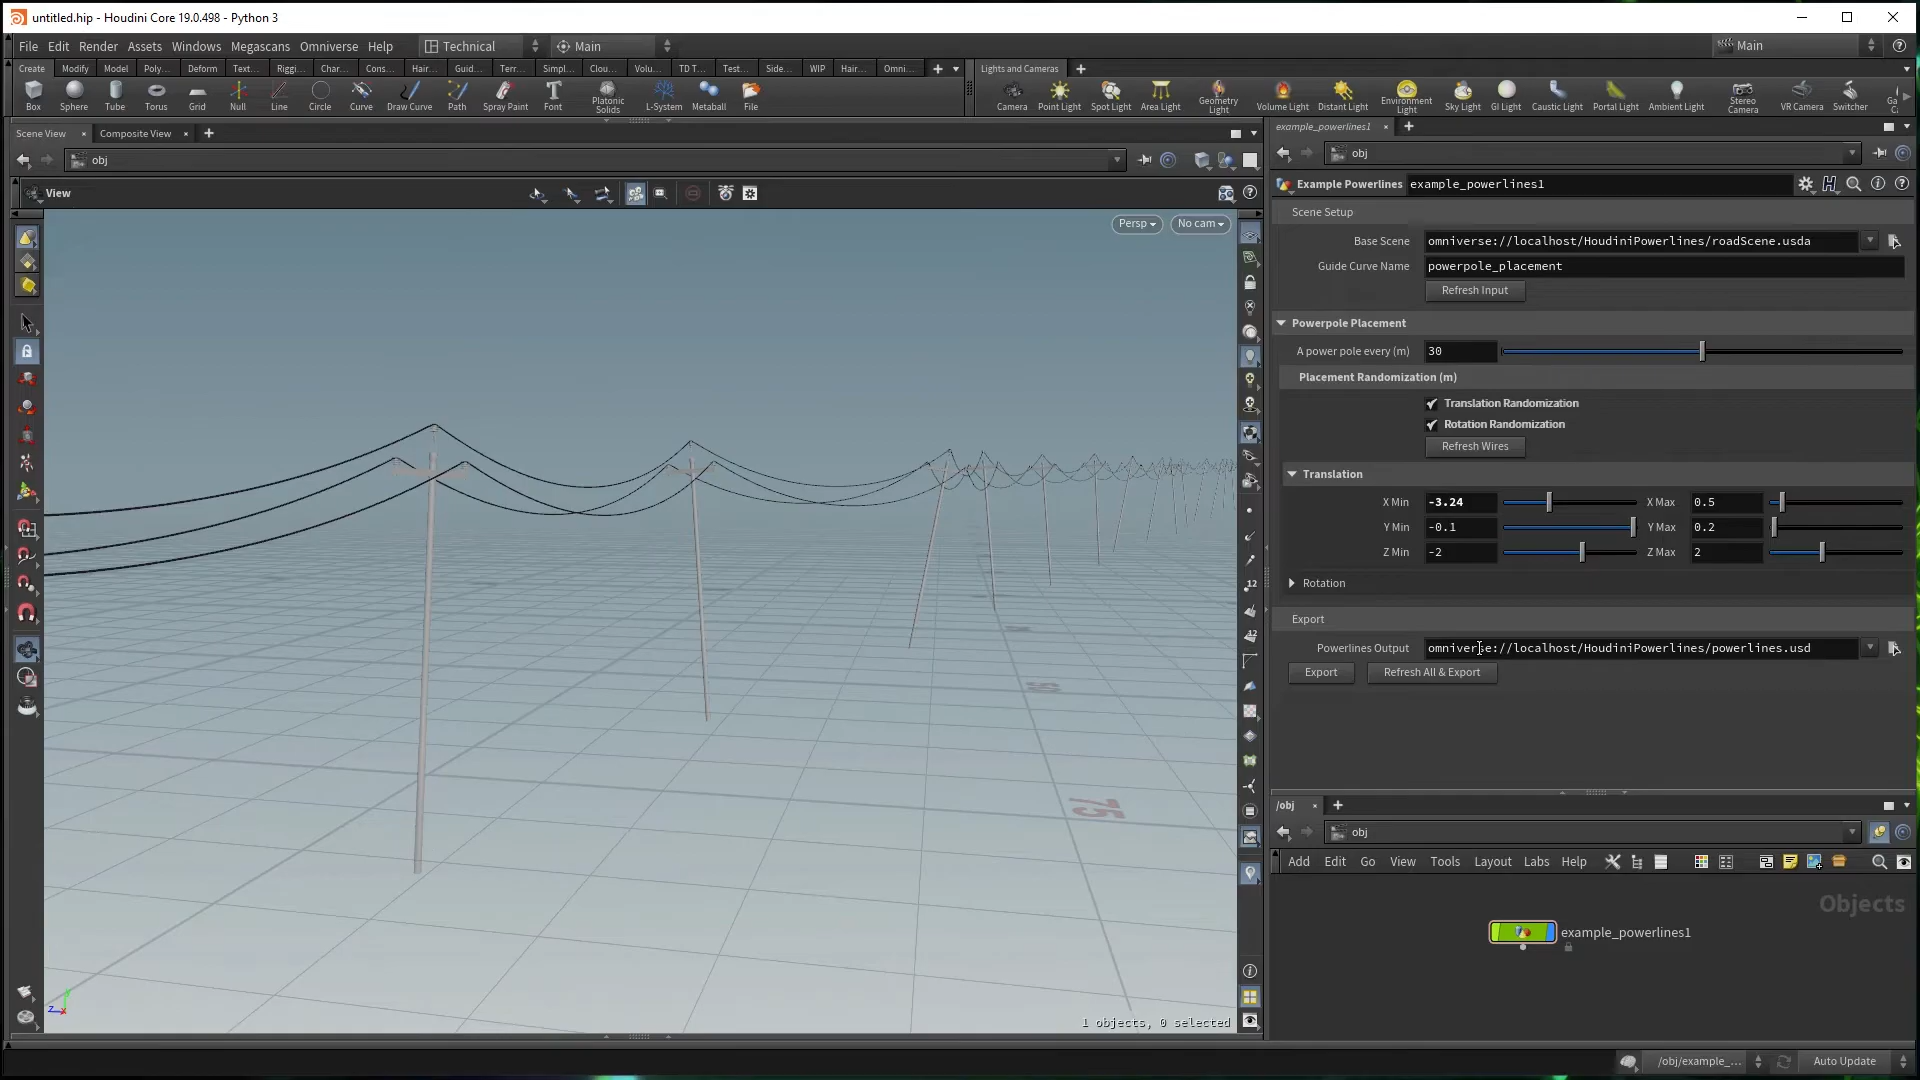 untitled.hip - Houdini Core 19.0.498 - Python 3
File Edit Render Assets Windows Megascans Omniverse Help Technical Main Main
Create Modify Model Poly... Deform Text... Riggi... Char... Cons... Hair... Guid... Terr... Simpl... Clou... Volu... TD T... Test... Side... WIP Hair... Omni... Lights and Cameras
Box Sphere Tube Torus Grid Null Line Circle Curve Draw Curve Path Spray Paint Font Platonic Solids L-System Metaball File Camera Point Light Spot Light Area Light Geometry Light Volume Light Distant Light Environment Light Sky Light GI Light Caustic Light Portal Light Ambient Light Stereo Camera VR Camera Switcher
Scene View Composite View
obj
View
Persp No cam
1 objects, 0 selected
example_powerlines1
obj
Example Powerlines example_powerlines1
Scene Setup
Base Scene omniverse://localhost/HoudiniPowerlines/roadScene.usda
Guide Curve Name powerpole_placement
Refresh Input
Powerpole Placement
A power pole every (m) 30
Placement Randomization (m)
Translation Randomization
Rotation Randomization
Refresh Wires
Translation
X Min -3.24 X Max 0.5
Y Min -0.1 Y Max 0.2
Z Min -2 Z Max 2
Rotation
Export
Powerlines Output omniverse://localhost/HoudiniPowerlines/powerlines.usd
Export Refresh All & Export
/obj
obj
Add Edit Go View Tools Layout Labs Help
Objects
example_powerlines1
/obj/example_... Auto Update